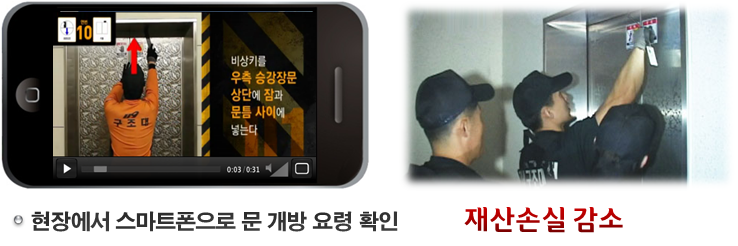 10
구조대
비상키를
우측 승강장문
상단에 잠과
문틈 사이에
넣는다
0:03 / 0:31
현장에서 스마트폰으로 문 개방 요령 확인
재산손실 감소